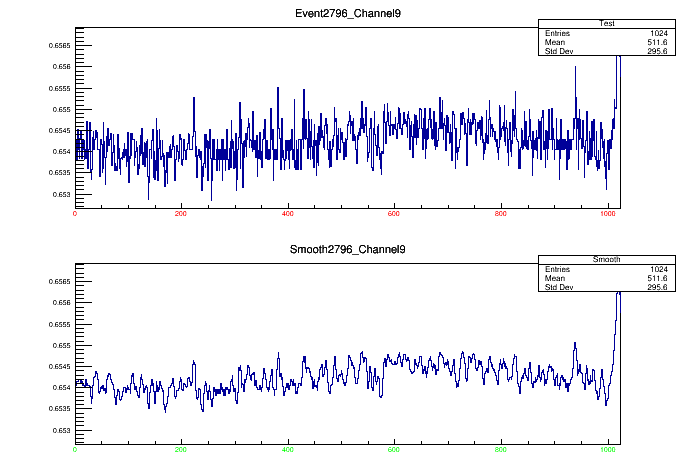 Event2796_Channel9
Test
Entries 1024
Mean 511.6
Std Dev 295.6
0.6565
0.656
0.6555
0.655
0.6545
0.654
0.6535
0.653
0 200 400 600 800 1000
Smooth2796_Channel9
Smooth
Entries 1024
Mean 511.6
Std Dev 295.6
0.6565
0.656
0.6555
0.655
0.6545
0.654
0.6535
0.653
0 200 400 600 800 1000